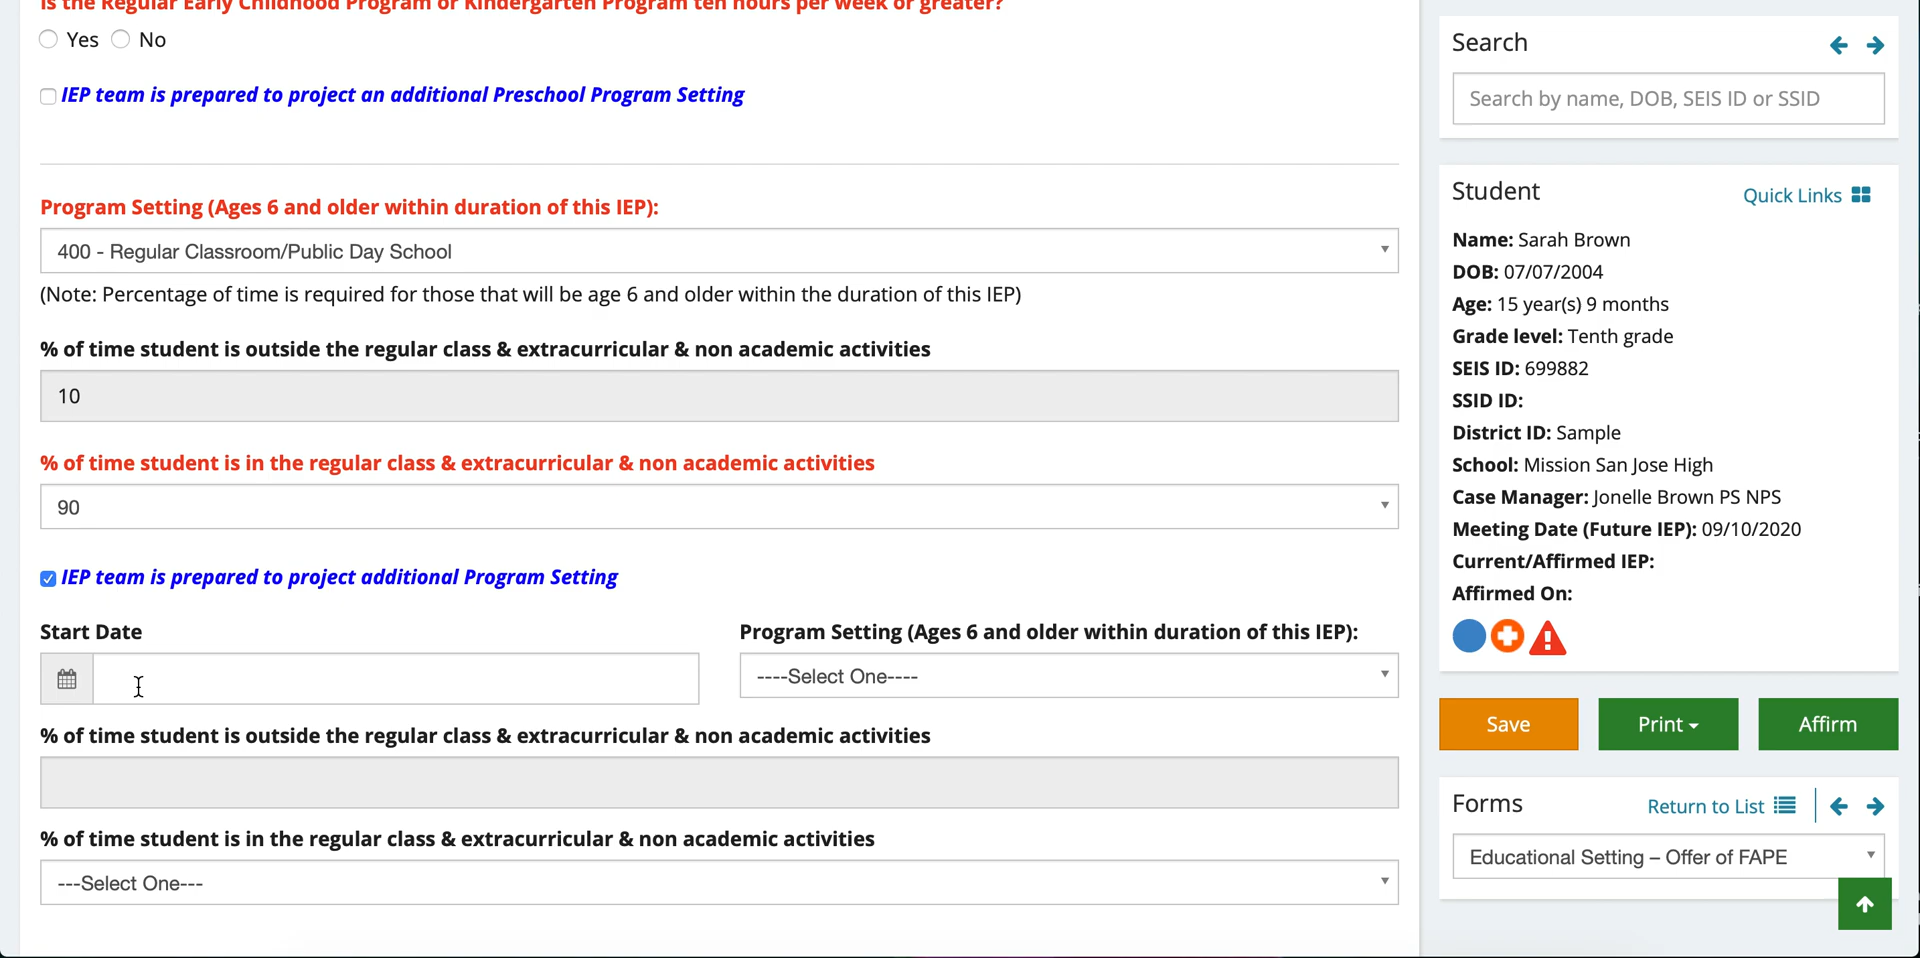 Is the Regular Early Childhood Program or Kindergarten Program ten hours per week or greater?
Yes No
IEP team is prepared to project an additional Preschool Program Setting
Program Setting (Ages 6 and older within duration of this IEP):
400 - Regular Classroom/Public Day School
(Note: Percentage of time is required for those that will be age 6 and older within the duration of this IEP)
% of time student is outside the regular class & extracurricular & non academic activities
10
% of time student is in the regular class & extracurricular & non academic activities
90
IEP team is prepared to project additional Program Setting
Start Date
Program Setting (Ages 6 and older within duration of this IEP):
----Select One----
% of time student is outside the regular class & extracurricular & non academic activities
% of time student is in the regular class & extracurricular & non academic activities
---Select One---
Search
Search by name, DOB, SEIS ID or SSID
Student
Quick Links
Name: Sarah Brown
DOB: 07/07/2004
Age: 15 year(s) 9 months
Grade level: Tenth grade
SEIS ID: 699882
SSID ID:
District ID: Sample
School: Mission San Jose High
Case Manager: Jonelle Brown PS NPS
Meeting Date (Future IEP): 09/10/2020
Current/Affirmed IEP:
Affirmed On:
Save
Print
Affirm
Forms
Return to List
Educational Setting – Offer of FAPE